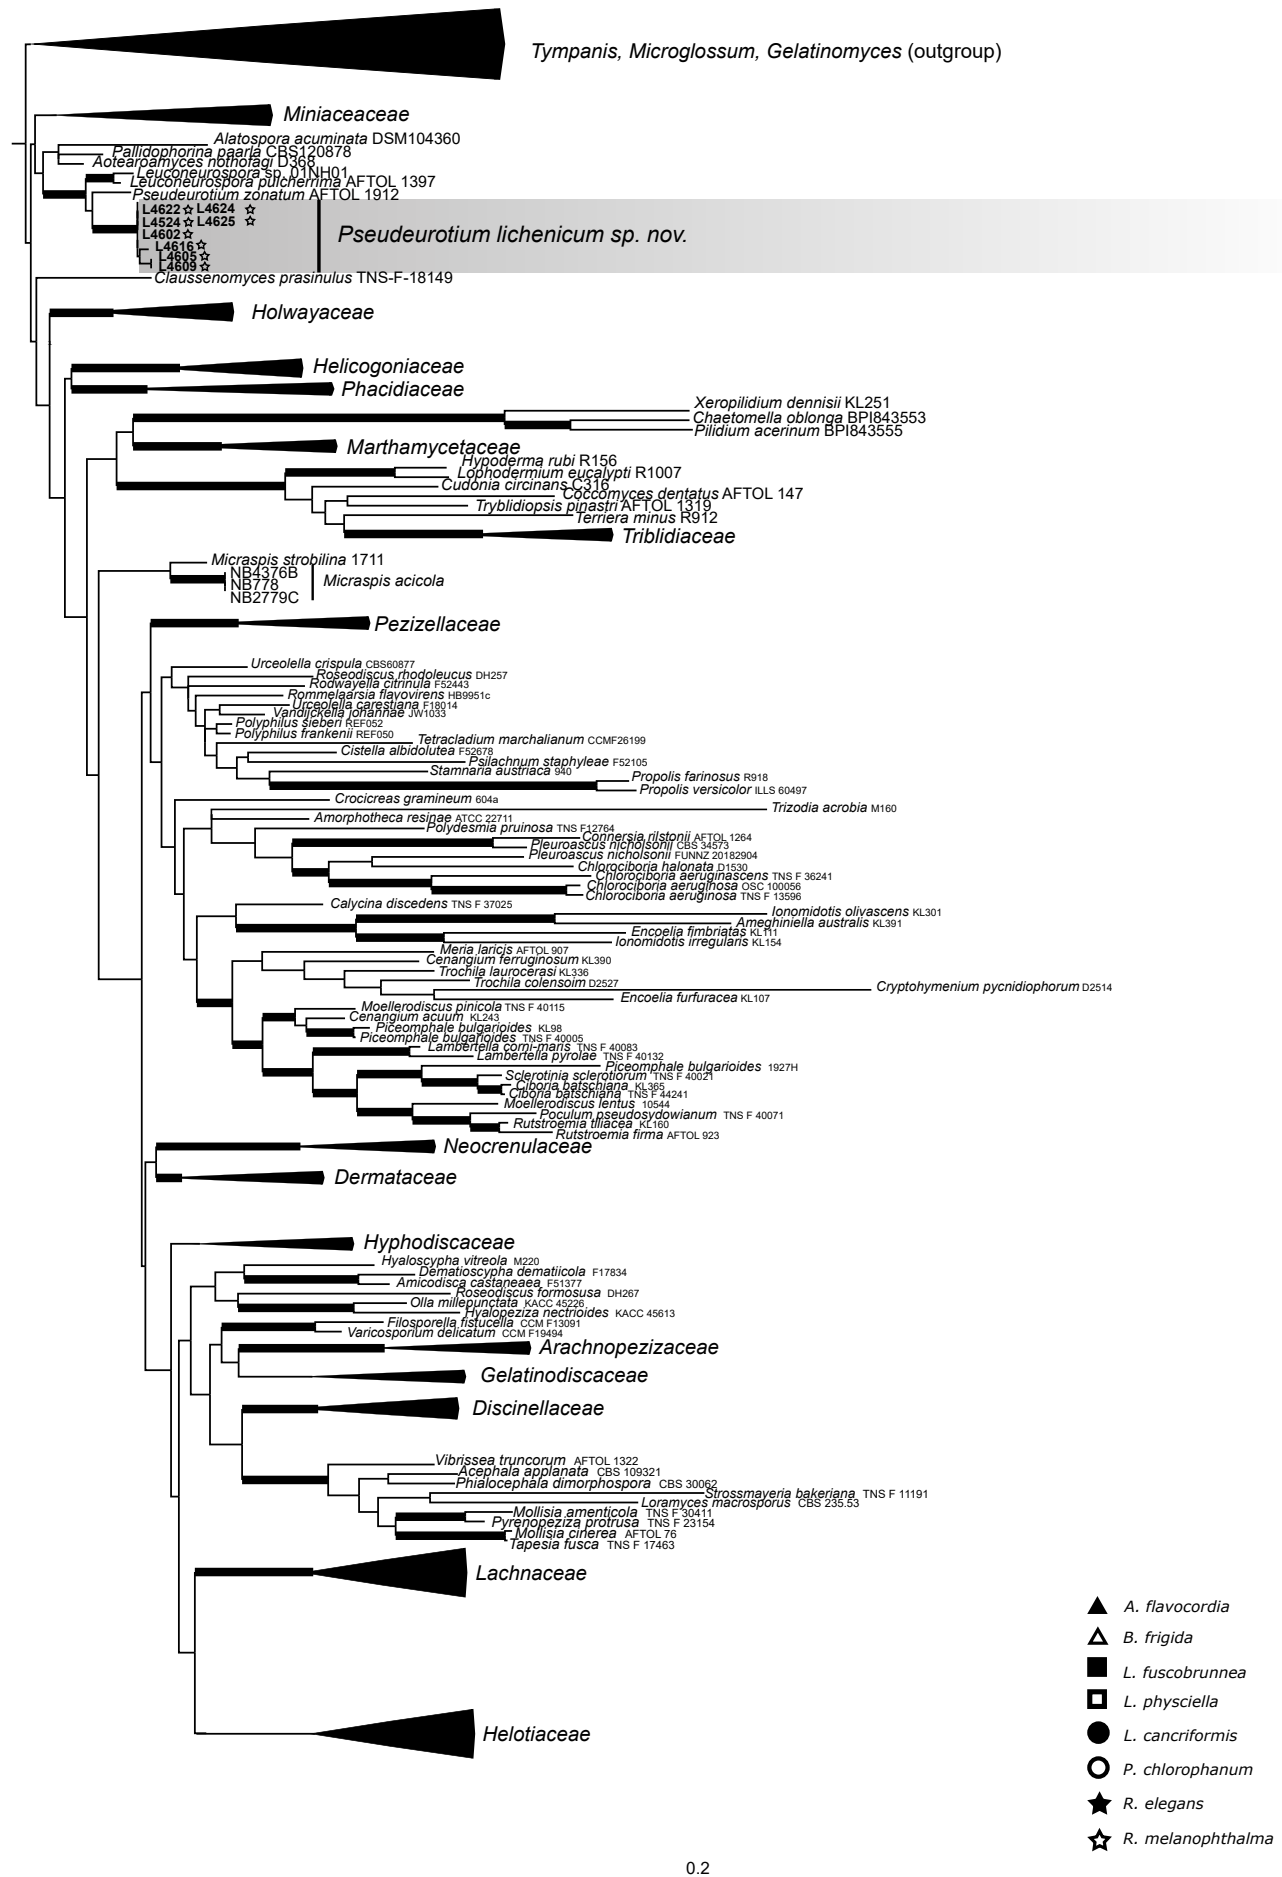 Tympanis, Microglossum, Gelatinomyces (outgroup)
Miniaceaceae
Alatospora acuminata DSM104360
Pallidophorina paarla CBS120878
Aotearoamyces nothofagi D368
Leuconeurospora sp. 01NH01
Leuconeurospora pulcherrima AFTOL 1397
Pseudeurotium zonatum AFTOL 1912
L4622 L4624
L4524 L4625
L4602
L4616
L4605
L4609
Pseudeurotium lichenicum sp. nov.
Claussenomyces prasinulus TNS-F-18149
Holwayaceae
Helicogoniaceae
Phacidiaceae
Xeropilidium dennisii KL251
Chaetomella oblonga BPI843553
Pilidium acerinum BPI843555
Marthamycetaceae
Hypoderma rubi R156
Lophodermium eucalypti R1007
Cudonia circinans C316
Coccomyces dentatus AFTOL 147
Tryblidiopsis pinastri AFTOL 1319
Terriera minus R912
Triblidiaceae
Micraspis strobilina 1711
NB4376B
NB778
NB2779C
Micraspis acicola
Pezizellaceae
Urceolella crispula CBS60877
Roseodiscus rhodoleucus DH257
Rodwayella citrinula F52443
Rommelaarsia flavovirens HB9951c
Urceolella carestiana F18014
Vandijckella johannae JW1033
Polyphilus sieberi REF052
Polyphilus frankenii REF050
Tetracladium marchalianum CCMF26199
Cistella albidolutea F52678
Psilachnum staphyleae F52105
Stamnaria austriaca 940
Propolis farinosus R918
Propolis versicolor ILLS 60497
Crocicreas gramineum 604a
Trizodia acrobia M160
Amorphotheca resinae ATCC 22711
Polydesmia pruinosa TNS F12764
Connersia rilstonii AFTOL 1264
Pleuroascus nicholsonii CBS 34573
Pleuroascus nicholsonii FUNNZ 20182904
Chlorociboria halonata D1530
Chlorociboria aeruginascens TNS F 36241
Chlorociboria aeruginosa OSC 100056
Chlorociboria aeruginosa TNS F 13596
Calycina discedens TNS F 37025
Ionomidotis olivascens KL301
Ameghiniella australis KL391
Encoelia fimbriatas KL111
Ionomidotis irregularis KL154
Meria laricis AFTOL 907
Cenangium ferruginosum KL390
Trochila laurocerasi KL336
Trochila colensoim D2527
Cryptohymenium pycnidiophorum D2514
Encoelia furfuracea KL107
Moellerodiscus pinicola TNS F 40115
Cenangium acuum KL243
Piceomphale bulgarioides KL98
Piceomphale bulgarioides TNS F 40005
Lambertella corni-maris TNS F 40083
Lambertella pyrolae TNS F 40132
Piceomphale bulgarioides 1927H
Sclerotinia sclerotiorum TNS F 40021
Ciboria batschiana KL365
Ciboria batschiana TNS F 44241
Moellerodiscus lentus 10544
Poculum pseudosydowianum TNS F 40071
Rutstroemia tiliacea KL160
Rutstroemia firma AFTOL 923
Neocrenulaceae
Dermataceae
Hyphodiscaceae
Hyaloscypha vitreola M220
Dematioscypha dematiicola F17834
Amicodisca castaneaea F51377
Roseodiscus formosusa DH267
Olla millepunctata KACC 45226
Hyalopeziza nectrioides KACC 45613
Filosporella fistucella CCM F13091
Varicosporium delicatum CCM F19494
Arachnopezizaceae
Gelatinodiscaceae
Discinellaceae
Vibrissea truncorum AFTOL 1322
Acephala applanata CBS 109321
Phialocephala dimorphospora CBS 30062
Strossmayeria bakeriana TNS F 11191
Loramyces macrosporus CBS 235.53
Mollisia amenticola TNS F 30411
Pyrenopeziza protrusa TNS F 23154
Mollisia cinerea AFTOL 76
Tapesia fusca TNS F 17463
Lachnaceae
Helotiaceae
A. flavocordia
B. frigida
L. fuscobrunnea
L. physciella
L. cancriformis
P. chlorophanum
R. elegans
R. melanophthalma
0.2